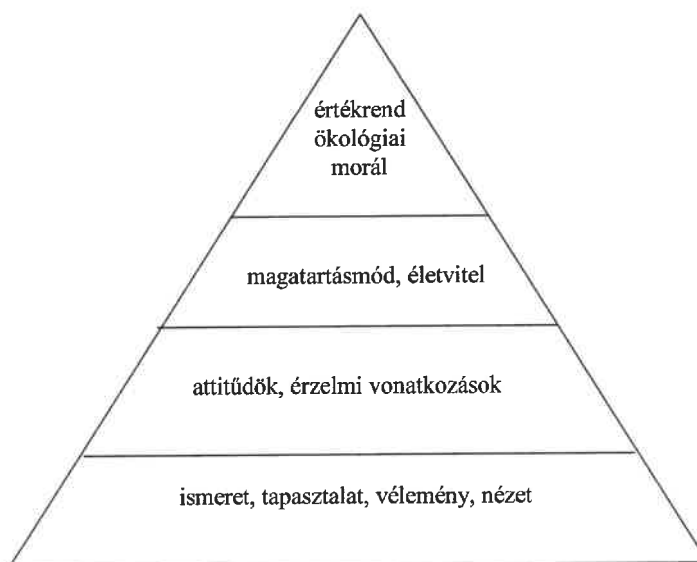 értékrend
ökológiai
morál
magatartásmód, életvitel
attitűdök, érzelmi vonatkozások
ismeret, tapasztalat, vélemény, nézet